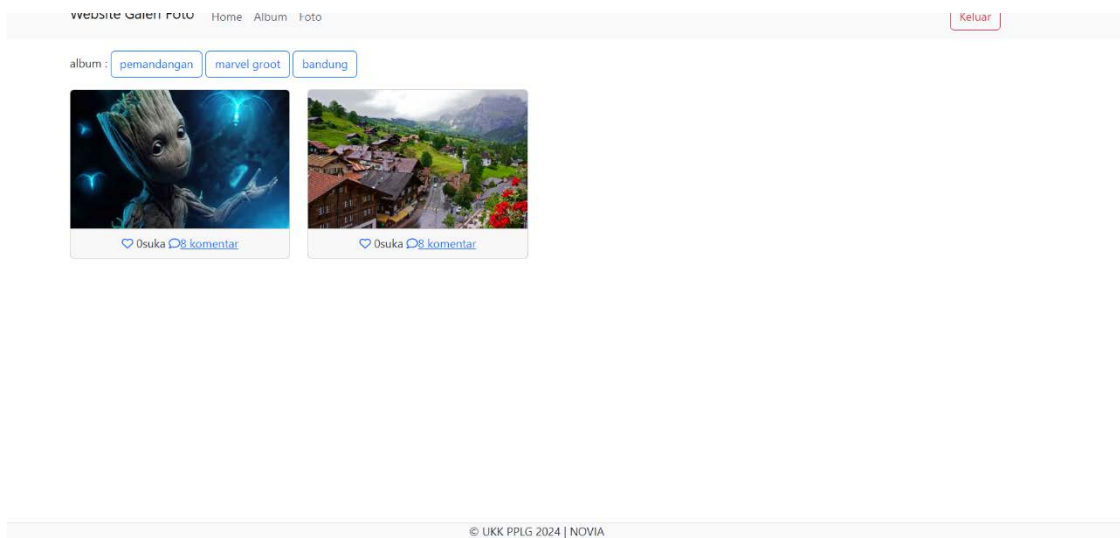 Website Galeri Foto Home Album Foto Keluar
album : pemandangan marvel groot bandung
0suka 8 komentar 0suka 8 komentar
© UKK PPLG 2024 | NOVIA